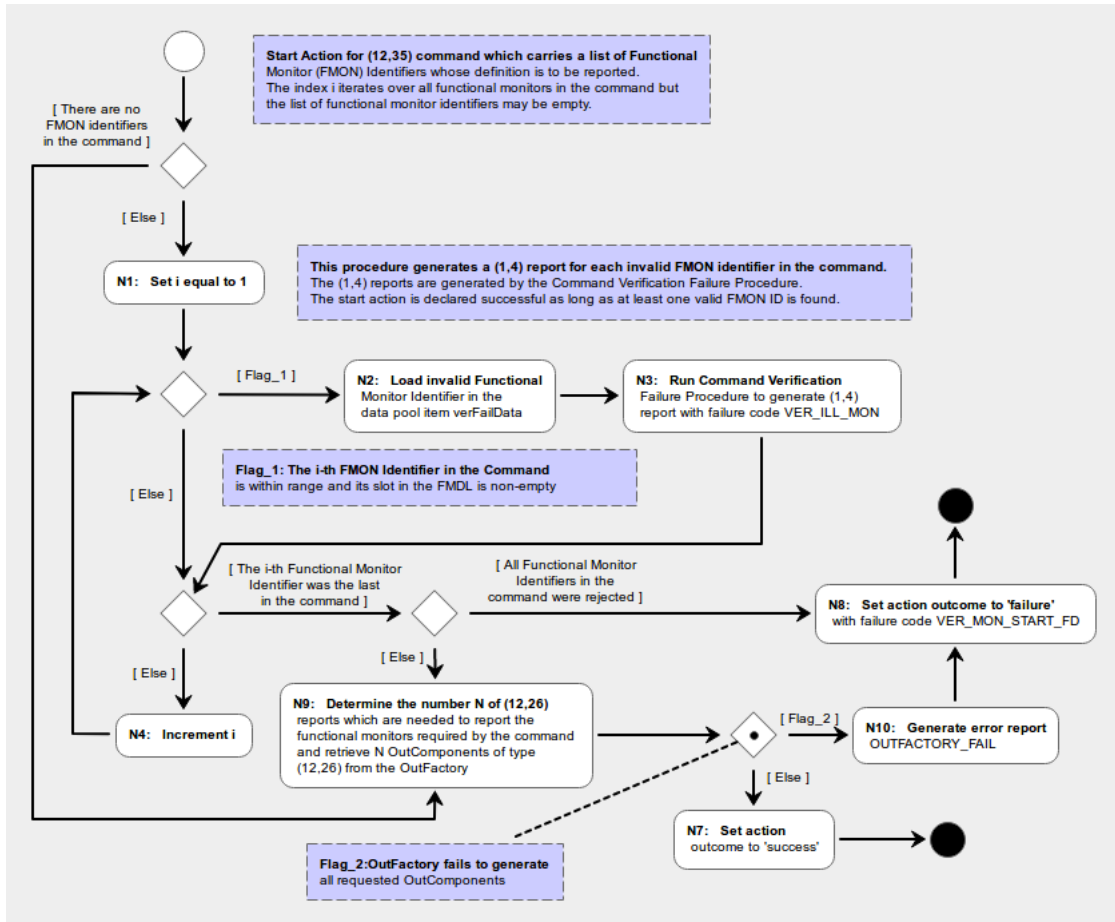 Start Action for (12,35) command which carries a list of Functional
Monitor (FMON) Identifiers whose definition is to be reported.
The index i iterates over all functional monitors in the command but
the list of functional monitor identifiers may be empty.
[ There are no
FMON identifiers
in the command ]
[ Else ]
N1: Set i equal to 1
This procedure generates a (1,4) report for each invalid FMON identifier in the command.
The (1,4) reports are generated by the Command Verification Failure Procedure.
The start action is declared successful as long as at least one valid FMON ID is found.
[ Flag_1 ]
N2: Load invalid Functional
Monitor Identifier in the
data pool item verFailData
N3: Run Command Verification
Failure Procedure to generate (1,4)
report with failure code VER_ILL_MON
Flag_1: The i-th FMON Identifier in the Command
is within range and its slot in the FMDL is non-empty
[ Else ]
[ The i-th Functional Monitor
Identifier was the last
in the command ]
[ All Functional Monitor
Identifiers in the
command were rejected ]
N8: Set action outcome to 'failure'
with failure code VER_MON_START_FD
[ Else ]
[ Else ]
N4: Increment i
N9: Determine the number N of (12,26)
reports which are needed to report the
functional monitors required by the command
and retrieve N OutComponents of type
(12,26) from the OutFactory
[ Flag_2 ]
N10: Generate error report
OUTFACTORY_FAIL
[ Else ]
N7: Set action
outcome to 'success'
Flag_2:OutFactory fails to generate
all requested OutComponents